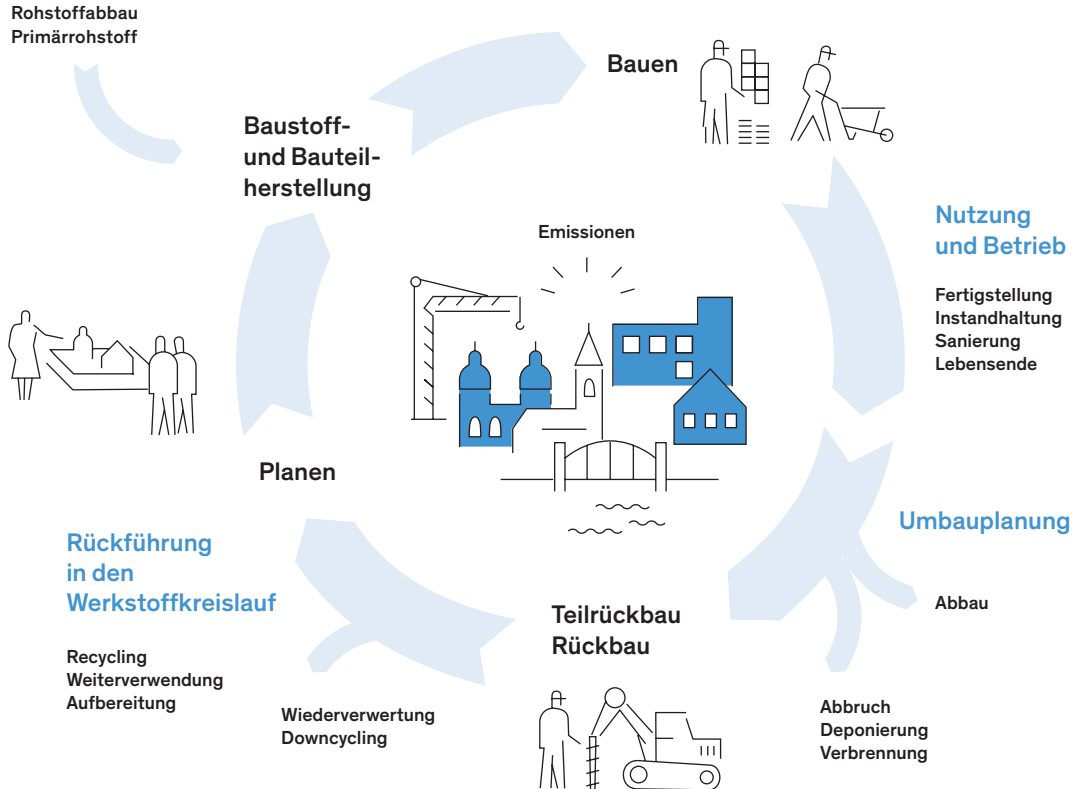 Rohstoffabbau
Primärrohstoff
Bauen
Baustoff-
und Bauteil-
herstellung
Nutzung
und Betrieb
Fertigstellung
Instandhaltung
Sanierung
Lebensende
Emissionen
Planen
Umbauplanung
Abbau
Rückführung
in den
Werkstoffkreislauf
Recycling
Weiterverwendung
Aufbereitung
Wiederverwertung
Downcycling
Teilrückbau
Rückbau
Abbruch
Deponierung
Verbrennung